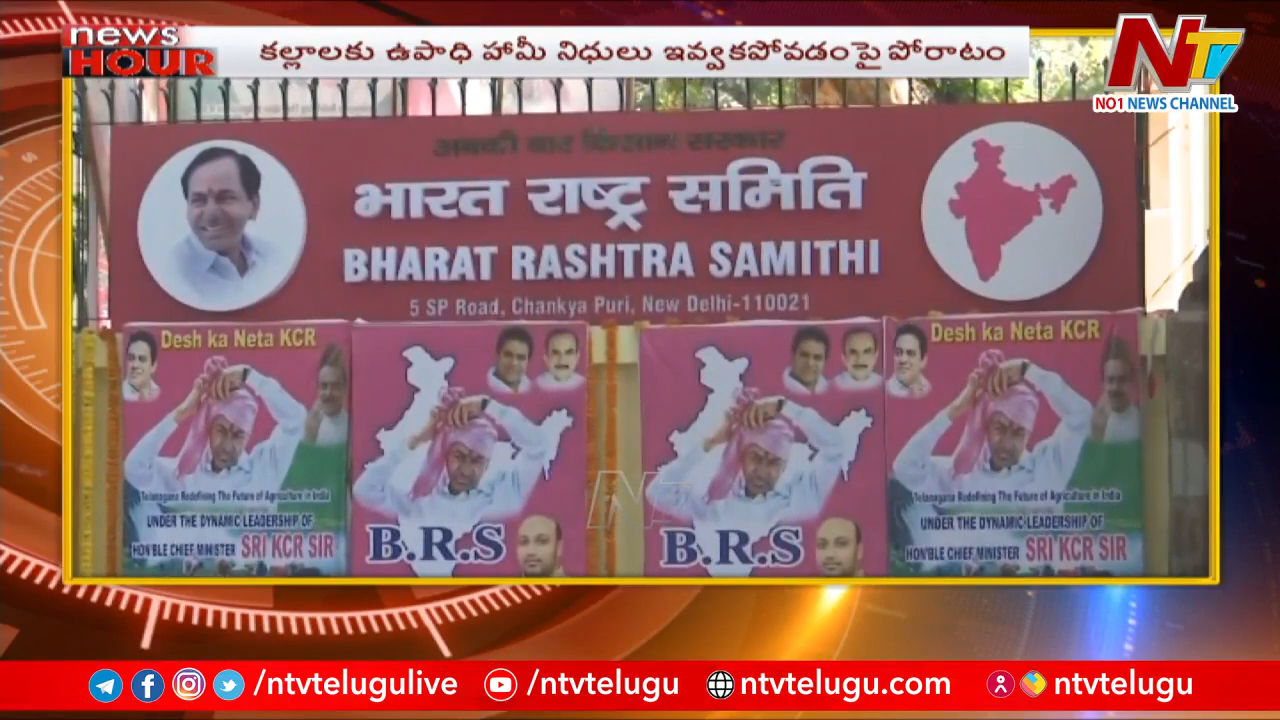 news
HOUR
కల్లాలకు ఉపాధి హామీ నిధులు ఇవ్వకపోవడంపై పోరాటం
NTV
NO1 NEWS CHANNEL
अबकी बार किसान सरकार
भारत राष्ट्र समिति
BHARAT RASHTRA SAMITHI
5 SP Road, Chankya Puri, New Delhi-110021
Desh ka Neta KCR
Telanagana Redefining The Future of Agriculture in India
UNDER THE DYNAMIC LEADERSHIP OF
HON'BLE CHIEF MINISTER SRI KCR SIR
B.R.S
B.R.S
Desh ka Neta KCR
Telanagana Redefining The Future of Agriculture in India
UNDER THE DYNAMIC LEADERSHIP OF
HON'BLE CHIEF MINISTER SRI KCR SIR
/ntvtelugulive
/ntvtelugu
ntvtelugu.com
ntvtelugu